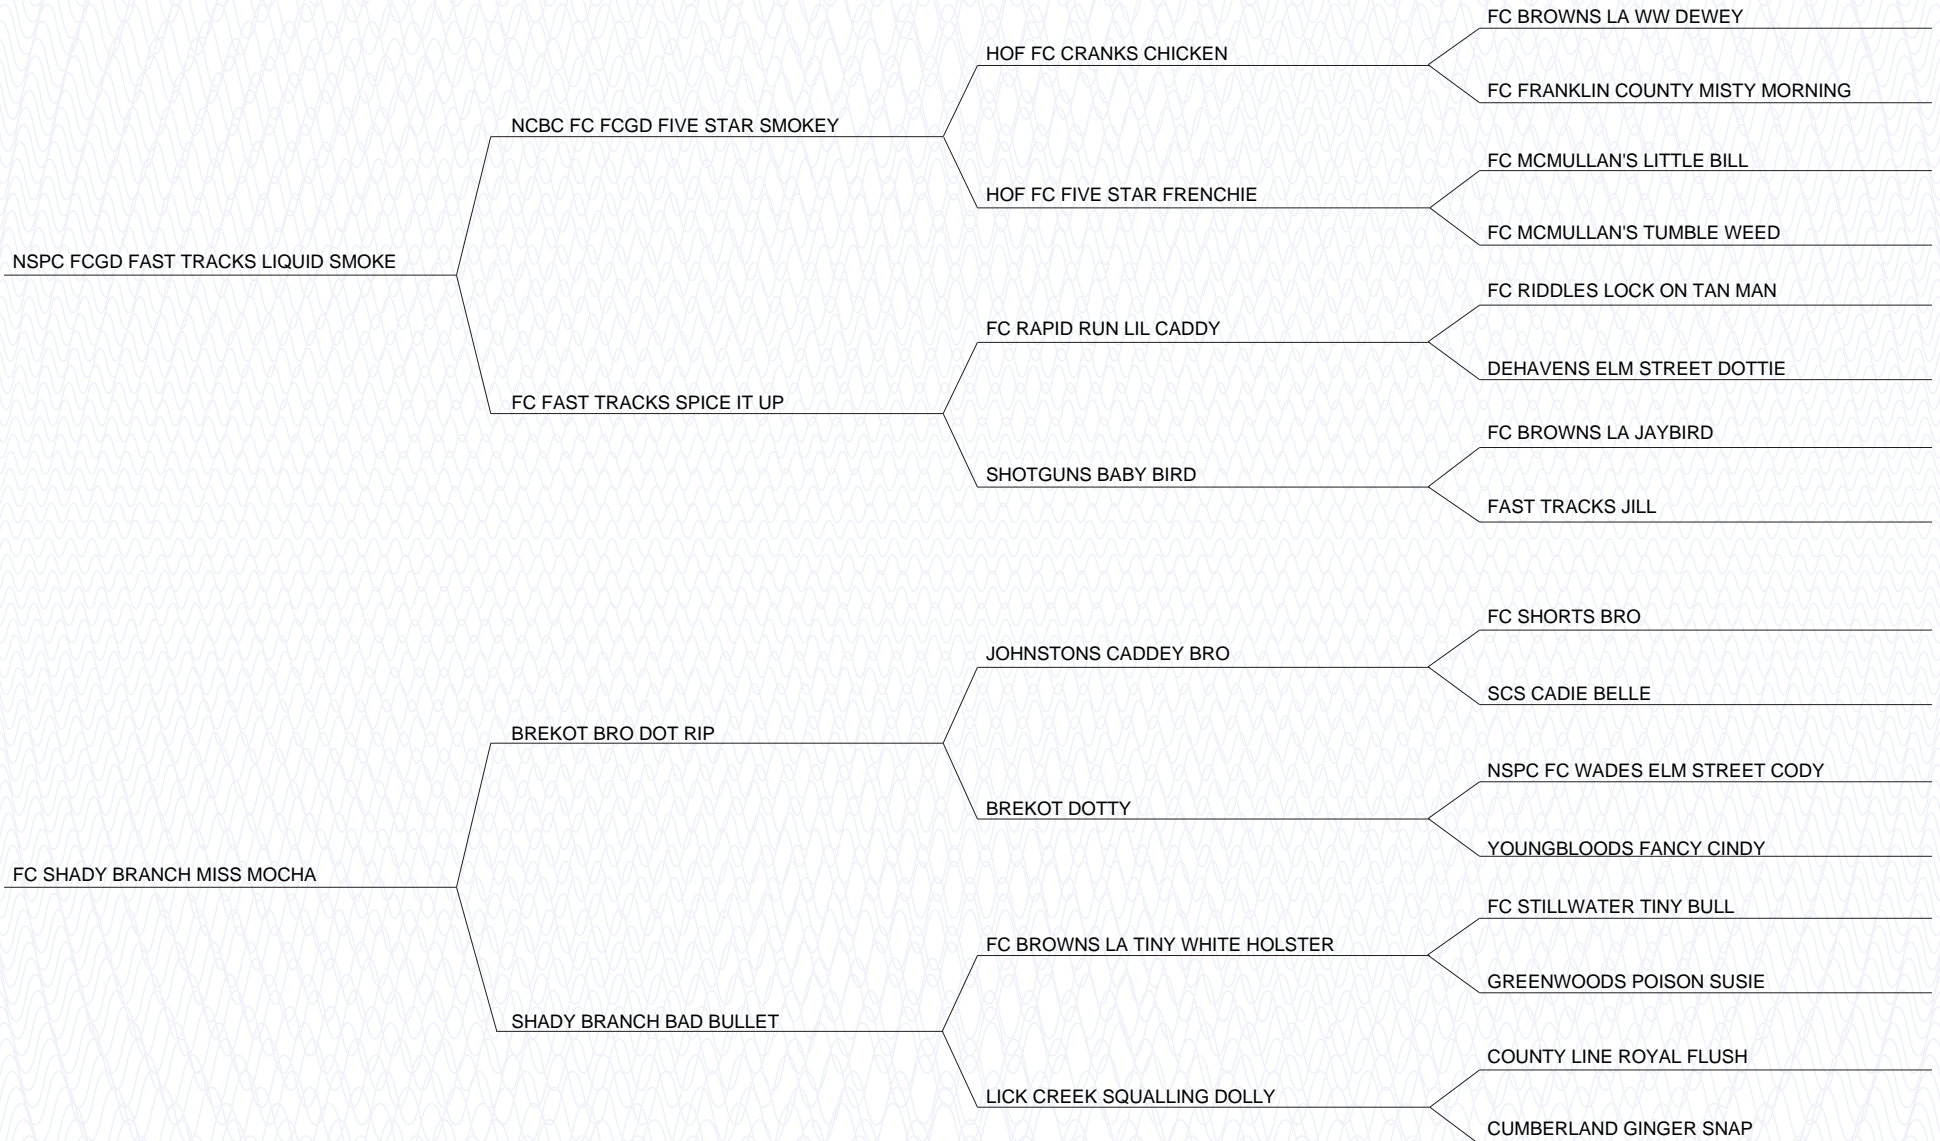 FC BROWNS LA WW DEWEY
HOF FC CRANKS CHICKEN
FC FRANKLIN COUNTY MISTY MORNING
NCBC FC FCGD FIVE STAR SMOKEY
FC MCMULLAN'S LITTLE BILL
HOF FC FIVE STAR FRENCHIE
FC MCMULLAN'S TUMBLE WEED
NSPC FCGD FAST TRACKS LIQUID SMOKE
FC RIDDLES LOCK ON TAN MAN
FC RAPID RUN LIL CADDY
DEHAVENS ELM STREET DOTTIE
FC FAST TRACKS SPICE IT UP
FC BROWNS LA JAYBIRD
SHOTGUNS BABY BIRD
FAST TRACKS JILL
FC SHORTS BRO
JOHNSTONS CADDEY BRO
SCS CADIE BELLE
BREKOT BRO DOT RIP
NSPC FC WADES ELM STREET CODY
BREKOT DOTTY
YOUNGBLOODS FANCY CINDY
FC SHADY BRANCH MISS MOCHA
FC STILLWATER TINY BULL
FC BROWNS LA TINY WHITE HOLSTER
GREENWOODS POISON SUSIE
SHADY BRANCH BAD BULLET
COUNTY LINE ROYAL FLUSH
LICK CREEK SQUALLING DOLLY
CUMBERLAND GINGER SNAP